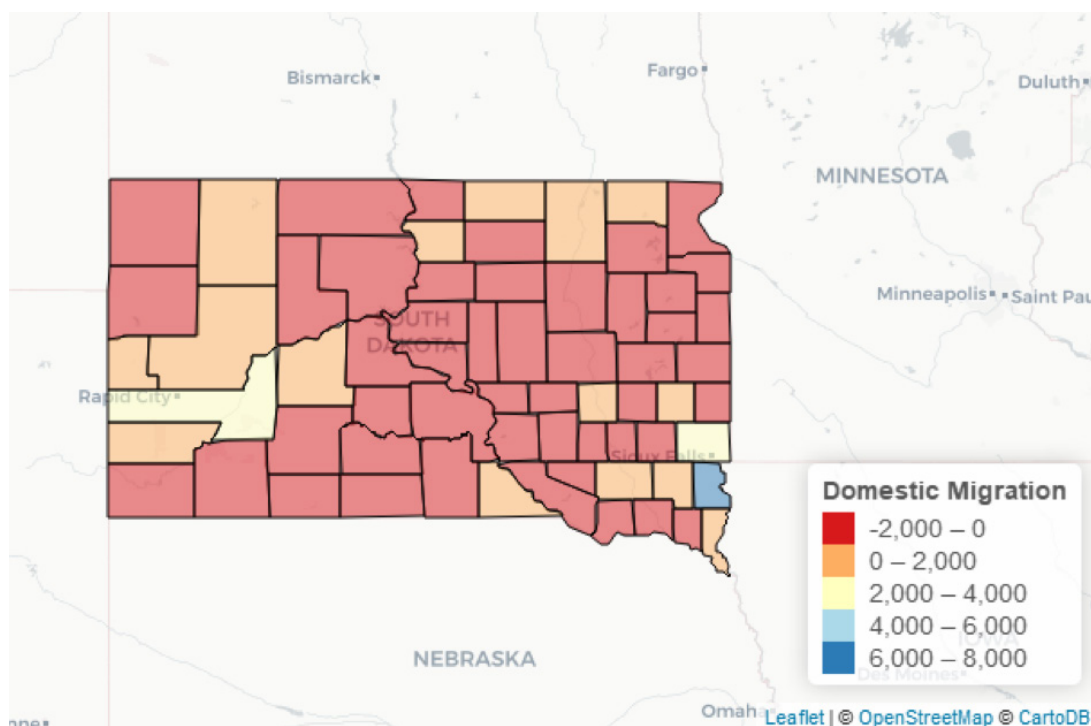 Bismarck
Fargo
Duluth
MINNESOTA
Minneapolis
Saint Pau
SOUTH
DAKOTA
Rapid City
Sioux Falls
Domestic Migration
-2,000 – 0
0 – 2,000
2,000 – 4,000
4,000 – 6,000
6,000 – 8,000
IOWA
NEBRASKA
Des Moines
Omaha
Leaflet | © OpenStreetMap © CartoDB